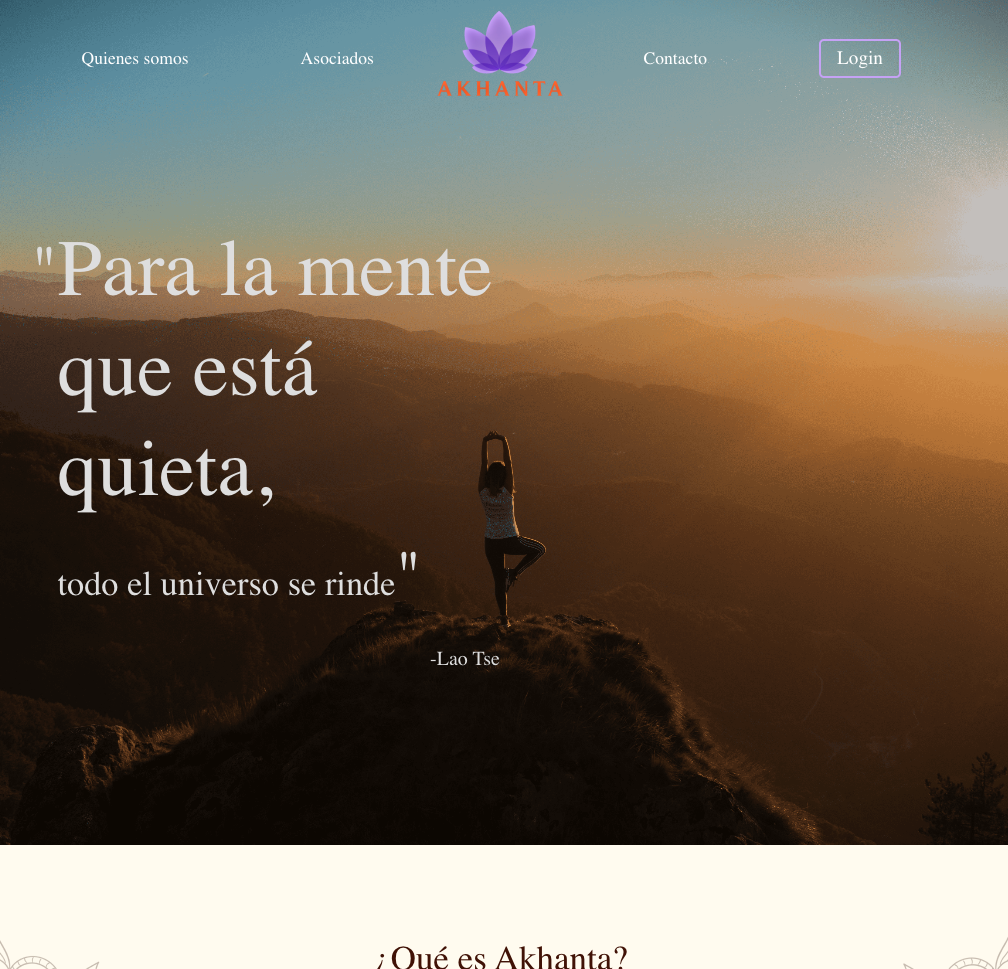 Quienes somos
Asociados
AKHANTA
Contacto
Login
"Para la mente
que está
quieta,
todo el universo se rinde"
-Lao Tse
¿Qué es Akhanta?